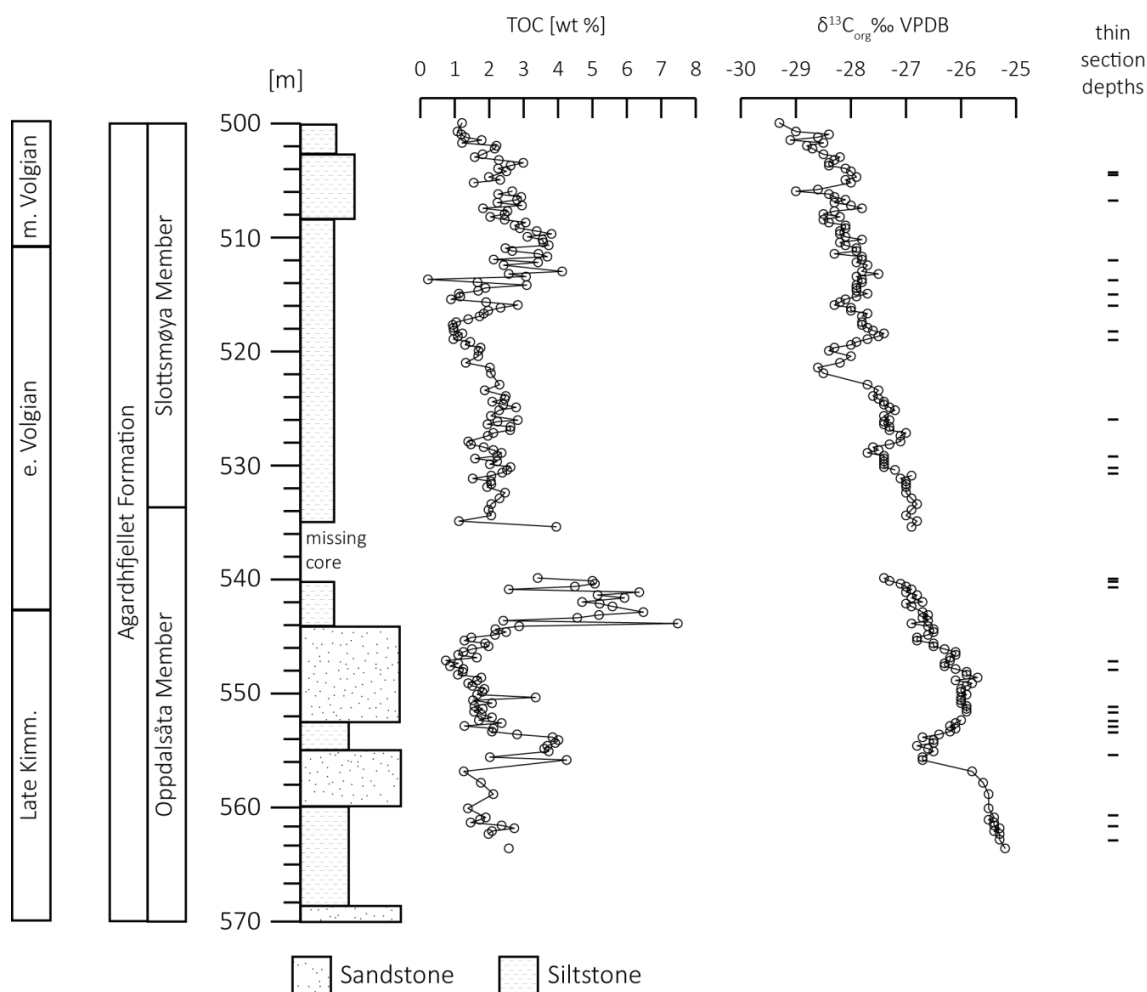 TOC [wt %]
δ¹³Corg‰ VPDB
thin
section
depths
[m]
0 1 2 3 4 5 6 7 8
-30 -29 -28 -27 -26 -25
500
510
520
530
540
550
560
570
m. Volgian
e. Volgian
Late Kimm.
Agardhfjellet Formation
Slottsmøya Member
Oppdalsåta Member
missing
core
Sandstone
Siltstone